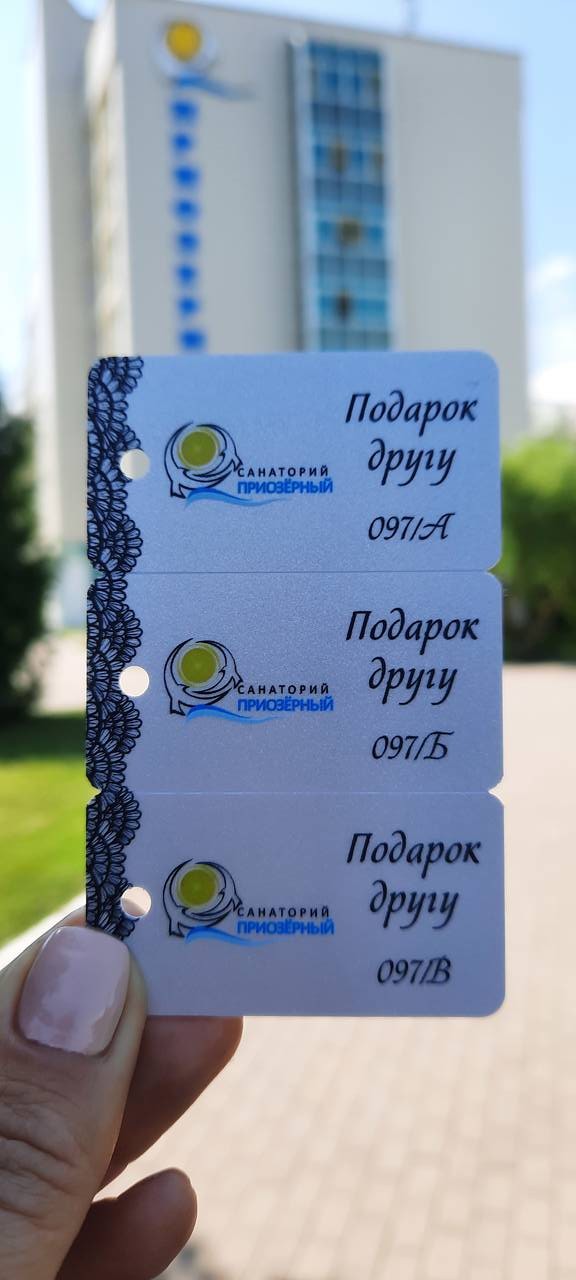 САНАТОРИЙ
ПРИОЗЁРНЫЙ
Подарок
другу
097/А
САНАТОРИЙ
ПРИОЗЁРНЫЙ
Подарок
другу
097/Б
САНАТОРИЙ
ПРИОЗЁРНЫЙ
Подарок
другу
097/В